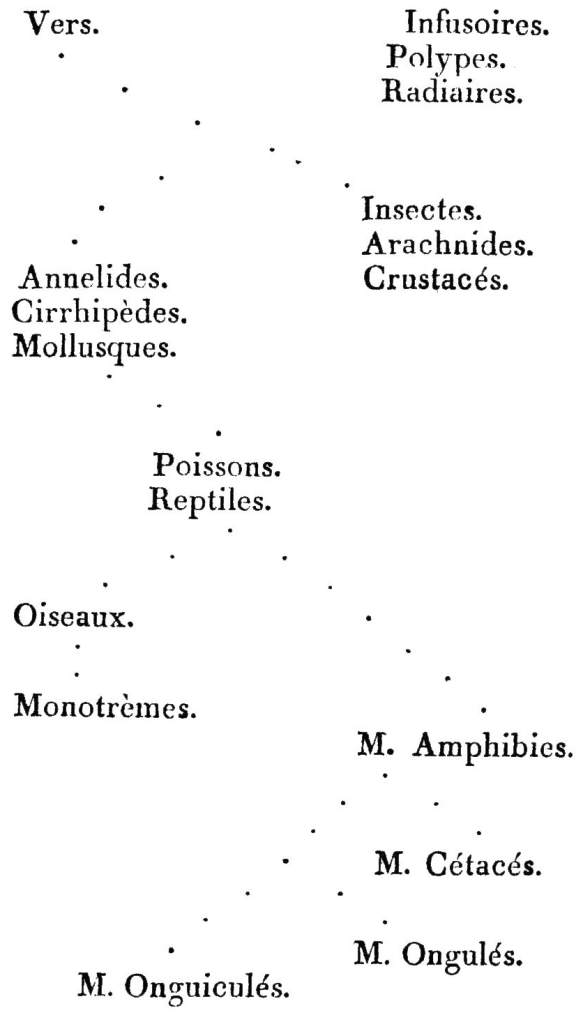 Vers.
Infusoires.
Polypes.
Radiaires.
Insectes.
Arachnides.
Crustacés.
Annelides.
Cirrhipèdes.
Mollusques.
Poissons.
Reptiles.
Oiseaux.
Monotrèmes.
M. Amphibies.
M. Cétacés.
M. Ongulés.
M. Onguiculés.